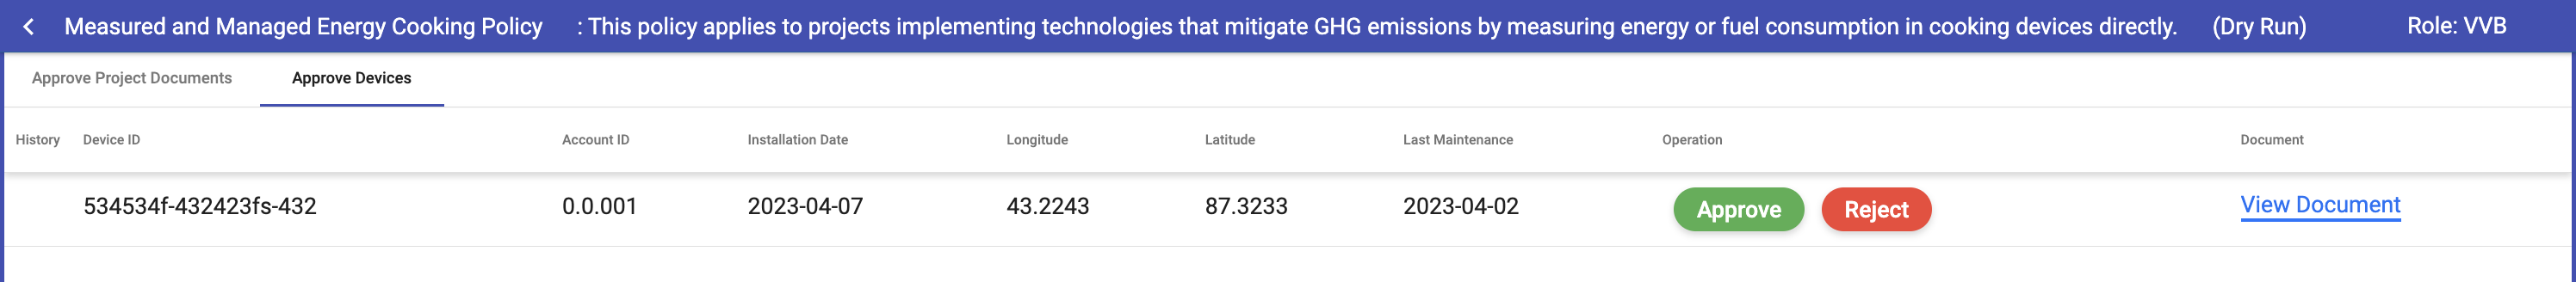 Measured and Managed Energy Cooking Policy : This policy applies to projects implementing technologies that mitigate GHG emissions by measuring energy or fuel consumption in cooking devices directly. (Dry Run) Role: VVB
Approve Project Documents Approve Devices
History Device ID Account ID Installation Date Longitude Latitude Last Maintenance Operation Document
534534f-432423fs-432 0.0.001 2023-04-07 43.2243 87.3233 2023-04-02 Approve Reject View Document